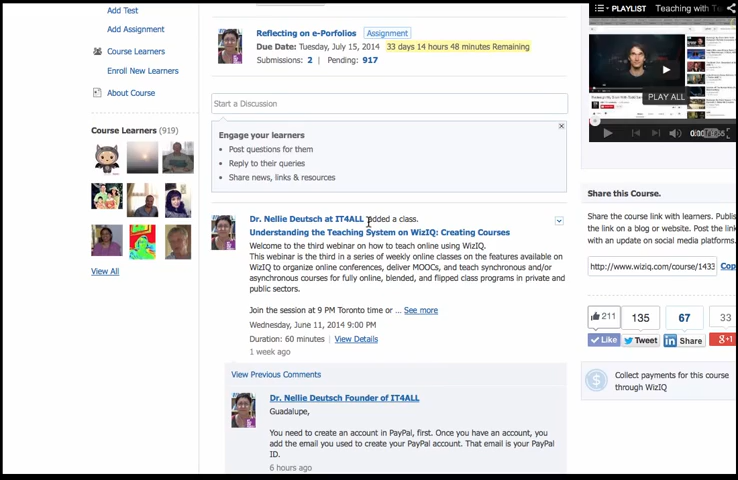 Add Test
Add Assignment
Course Learners
Enroll New Learners
About Course
Course Learners (919)
View All
Reflecting on e-Porfolios Assignment
Due Date: Tuesday, July 15, 2014 33 days 14 hours 48 minutes Remaining
Submissions: 2 | Pending: 917
Start a Discussion
Engage your learners
• Post questions for them
• Reply to their queries
• Share news, links & resources
Dr. Nellie Deutsch at IT4ALL added a class.
Understanding the Teaching System on WizIQ: Creating Courses
Welcome to the third webinar on how to teach online using WizIQ.
This webinar is the third in a series of weekly online classes on the features available on
WizIQ to organize online conferences, deliver MOOCs, and teach synchronous and/or
asynchronous courses for fully online, blended, and flipped class programs in private and
public sectors.
Join the session at 9 PM Toronto time or ... See more
Wednesday, June 11, 2014 9:00 PM
Duration: 60 minutes | View Details
1 week ago
View Previous Comments
Dr. Nellie Deutsch Founder of IT4ALL
Guadalupe,
You need to create an account in PayPal, first. Once you have an account, you
add the email you used to create your PayPal account. That email is your PayPal
ID.
6 hours ago
PLAYLIST Teaching with
PLAY ALL
Share this Course.
Share the course link with learners.
the link on a blog or website. Post the link
with an update on social media platforms.
http://www.wiziq.com/course/1433
211 135 67 33
Like Tweet Share +1
Collect payments for this course
through WizIQ